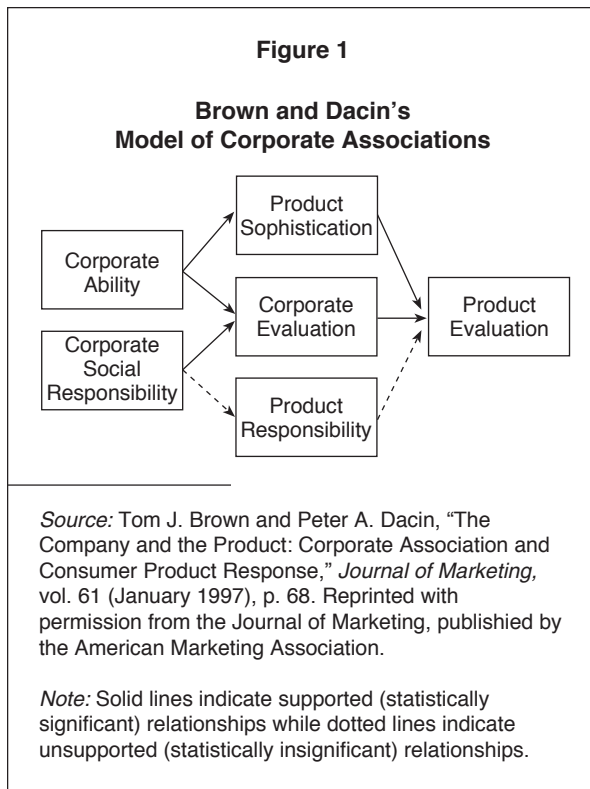 Figure 1
Brown and Dacin's
Model of Corporate Associations
Product
Sophistication
Corporate
Ability
Corporate
Evaluation
Product
Evaluation
Corporate
Social
Responsibility
Product
Responsibility
Source: Tom J. Brown and Peter A. Dacin, “The
Company and the Product: Corporate Association and
Consumer Product Response,” Journal of Marketing,
vol. 61 (January 1997), p. 68. Reprinted with
permission from the Journal of Marketing, publishied by
the American Marketing Association.
Note: Solid lines indicate supported (statistically
significant) relationships while dotted lines indicate
unsupported (statistically insignificant) relationships.